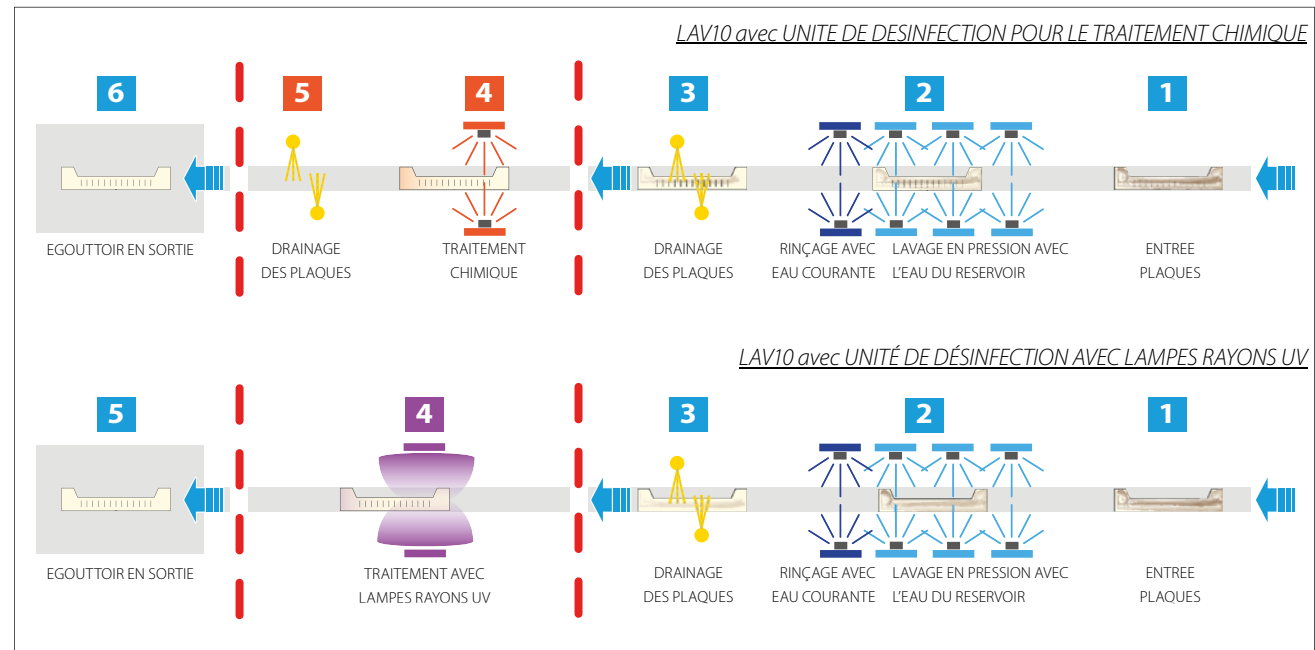 LAV10 avec UNITE DE DESINFECTION POUR LE TRAITEMENT CHIMIQUE
6
5
4
3
2
1
EGOUTTOIR EN SORTIE
DRAINAGE
DES PLAQUES
TRAITEMENT
CHIMIQUE
DRAINAGE
DES PLAQUES
RINÇAGE AVEC
EAU COURANTE
LAVAGE EN PRESSION AVEC
L'EAU DU RESERVOIR
ENTREE
PLAQUES
LAV10 avec UNITÉ DE DÉSINFECTION AVEC LAMPES RAYONS UV
5
4
3
2
1
EGOUTTOIR EN SORTIE
TRAITEMENT AVEC
LAMPES RAYONS UV
DRAINAGE
DES PLAQUES
RINÇAGE AVEC
EAU COURANTE
LAVAGE EN PRESSION AVEC
L'EAU DU RESERVOIR
ENTREE
PLAQUES